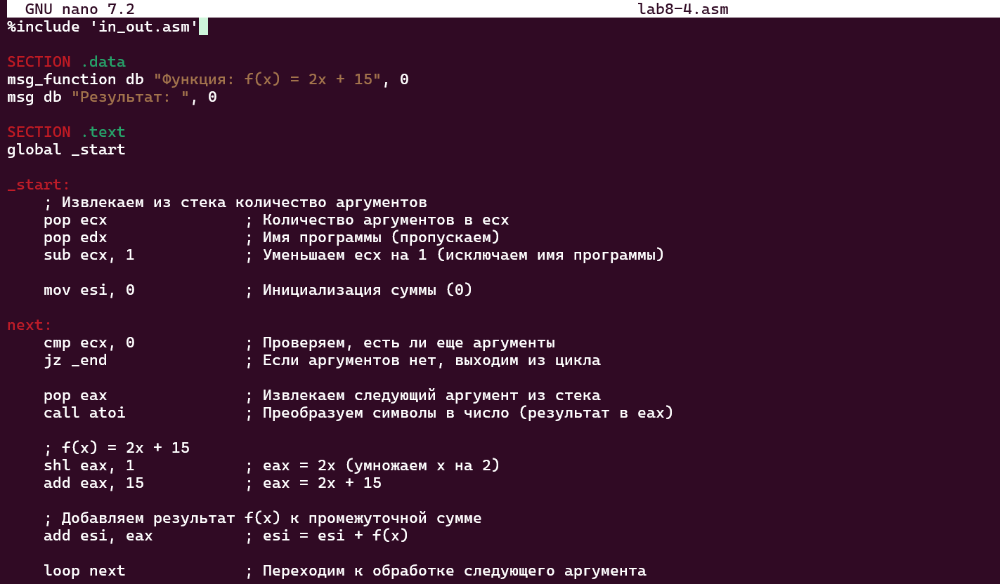 GNU nano 7.2 lab8-4.asm
%include 'in_out.asm'
SECTION .data
msg_function db "Функция: f(x) = 2x + 15", 0
msg db "Результат: ", 0
SECTION .text
global _start
_start:
; Извлекаем из стека количество аргументов
pop ecx ; Количество аргументов в ecx
pop edx ; Имя программы (пропускаем)
sub ecx, 1 ; Уменьшаем ecx на 1 (исключаем имя программы)
mov esi, 0 ; Инициализация суммы (0)
next:
cmp ecx, 0 ; Проверяем, есть ли еще аргументы
jz _end ; Если аргументов нет, выходим из цикла
pop eax ; Извлекаем следующий аргумент из стека
call atoi ; Преобразуем символы в число (результат в eax)
; f(x) = 2x + 15
shl eax, 1 ; eax = 2x (умножаем x на 2)
add eax, 15 ; eax = 2x + 15
; Добавляем результат f(x) к промежуточной сумме
add esi, eax ; esi = esi + f(x)
loop next ; Переходим к обработке следующего аргумента